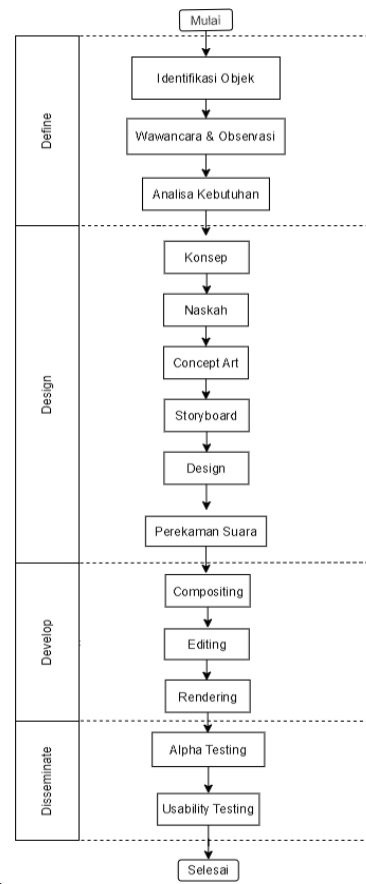 Mulai
Define
Identifikasi Objek
Wawancara & Observasi
Analisa Kebutuhan
Design
Konsep
Naskah
Concept Art
Storyboard
Design
Perekaman Suara
Develop
Compositing
Editing
Rendering
Disseminate
Alpha Testing
Usability Testing
Selesai